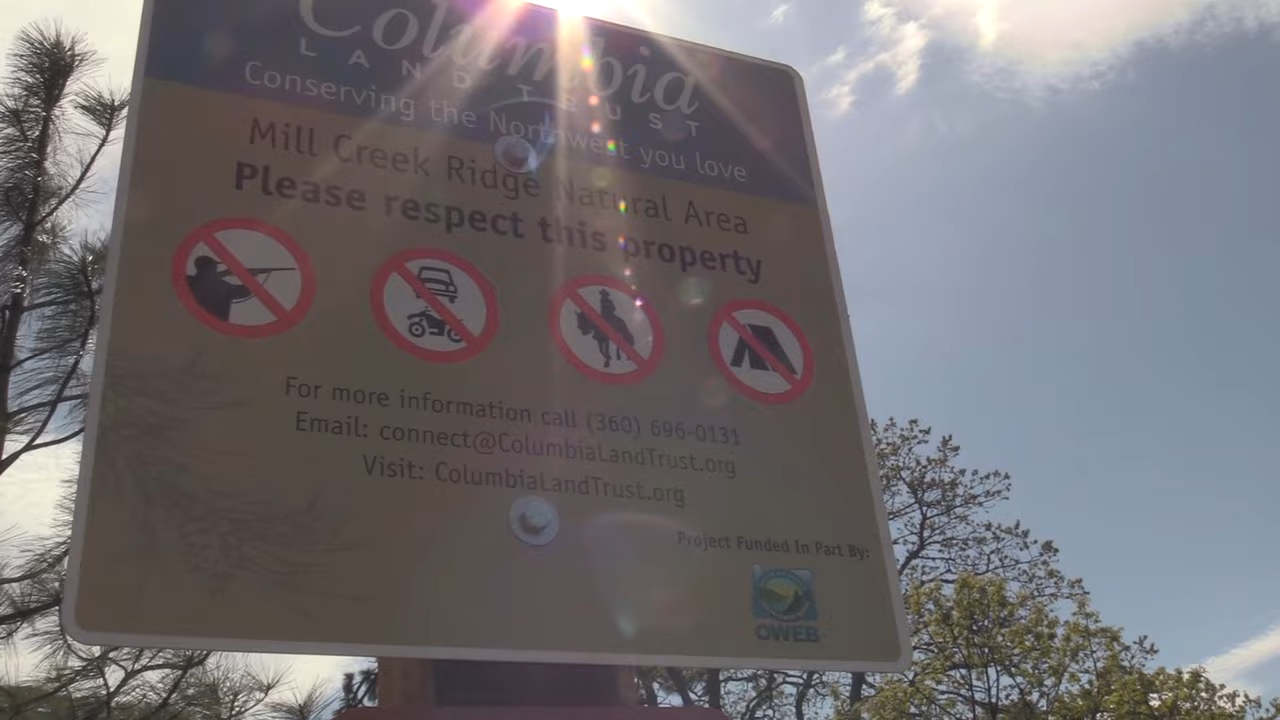 Columbia
LAND TRUST
Conserving the Northwest you love
Mill Creek Ridge Natural Area
Please respect this property
For more information call (360) 696-0131
Email: connect@ColumbiaLandTrust.org
Visit: ColumbiaLandTrust.org
Project Funded In Part By:
OWEB